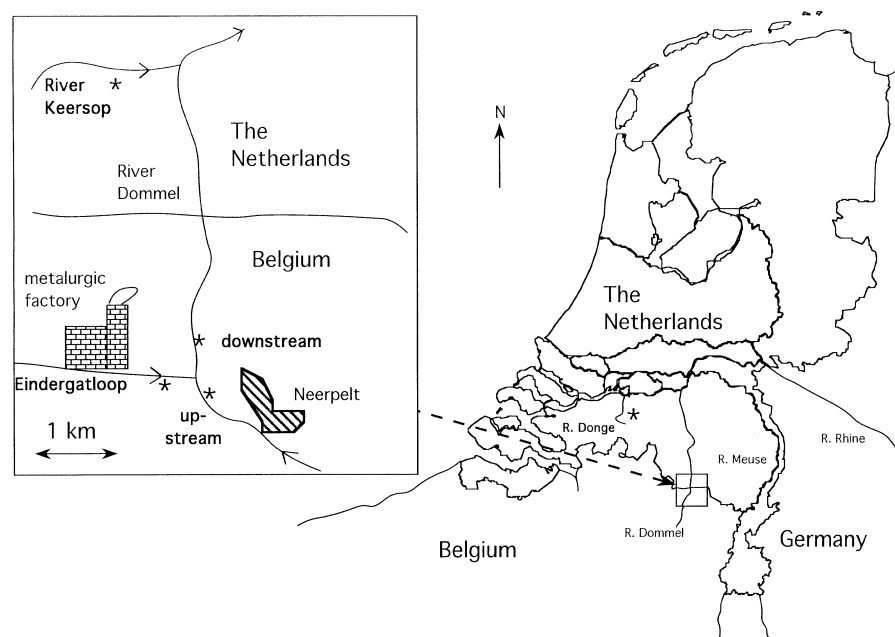 River
Keersop
*
The
Netherlands
River
Dommel
Belgium
metalurgic
factory
* downstream
Eindergatloop
*
*
Neerpelt
up-
stream
1 km
N
The
Netherlands
R. Donge
*
R. Meuse
R. Rhine
R. Dommel
Belgium
Germany